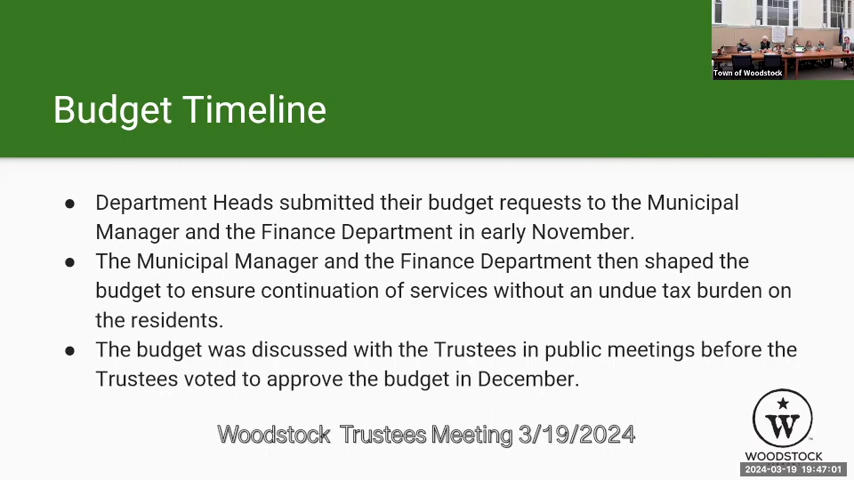 Town of Woodstock
Budget Timeline
● Department Heads submitted their budget requests to the Municipal
Manager and the Finance Department in early November.
● The Municipal Manager and the Finance Department then shaped the
budget to ensure continuation of services without an undue tax burden on
the residents.
● The budget was discussed with the Trustees in public meetings before the
Trustees voted to approve the budget in December.
Woodstock Trustees Meeting 3/19/2024
W
WOODSTOCK
2024-03-19 19:47:01